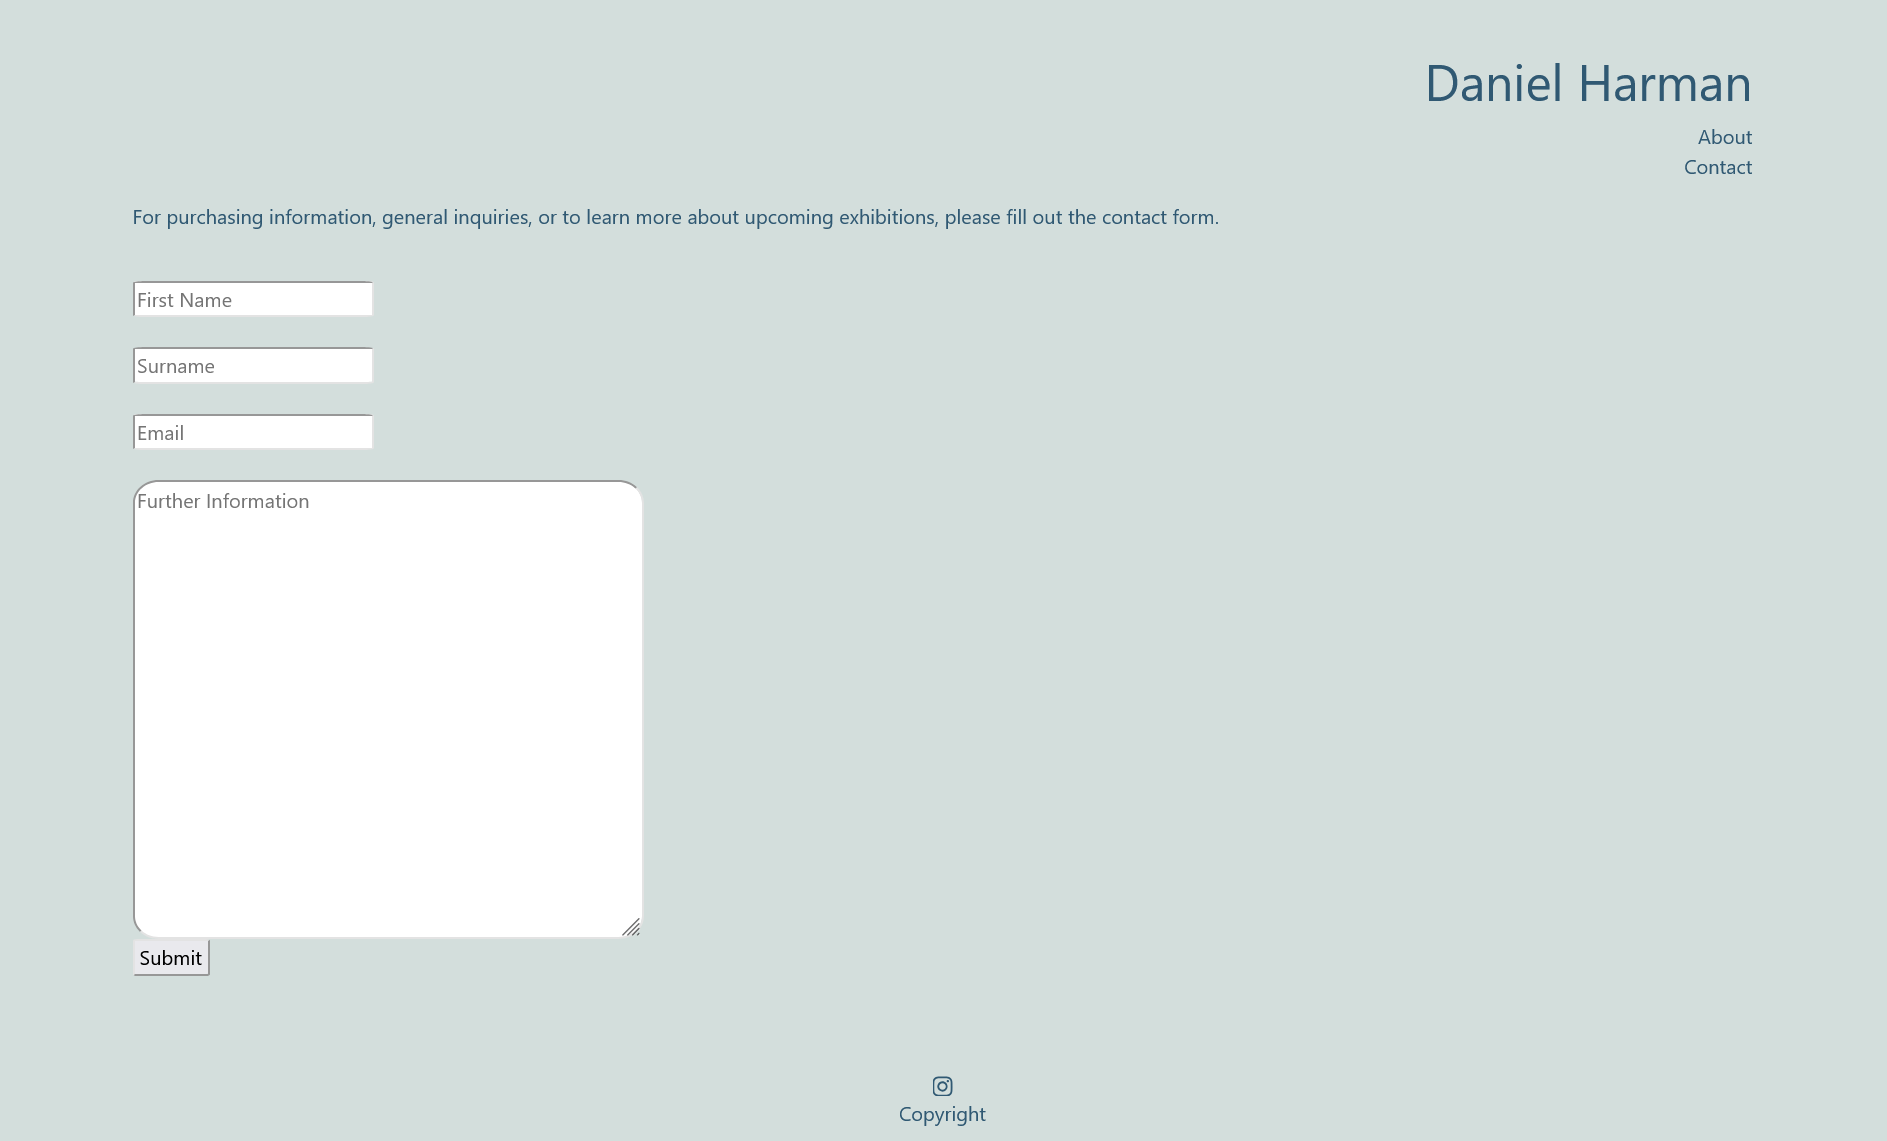 Daniel Harman
About
Contact
For purchasing information, general inquiries, or to learn more about upcoming exhibitions, please fill out the contact form.
First Name
Surname
Email
Further Information
Submit
Copyright